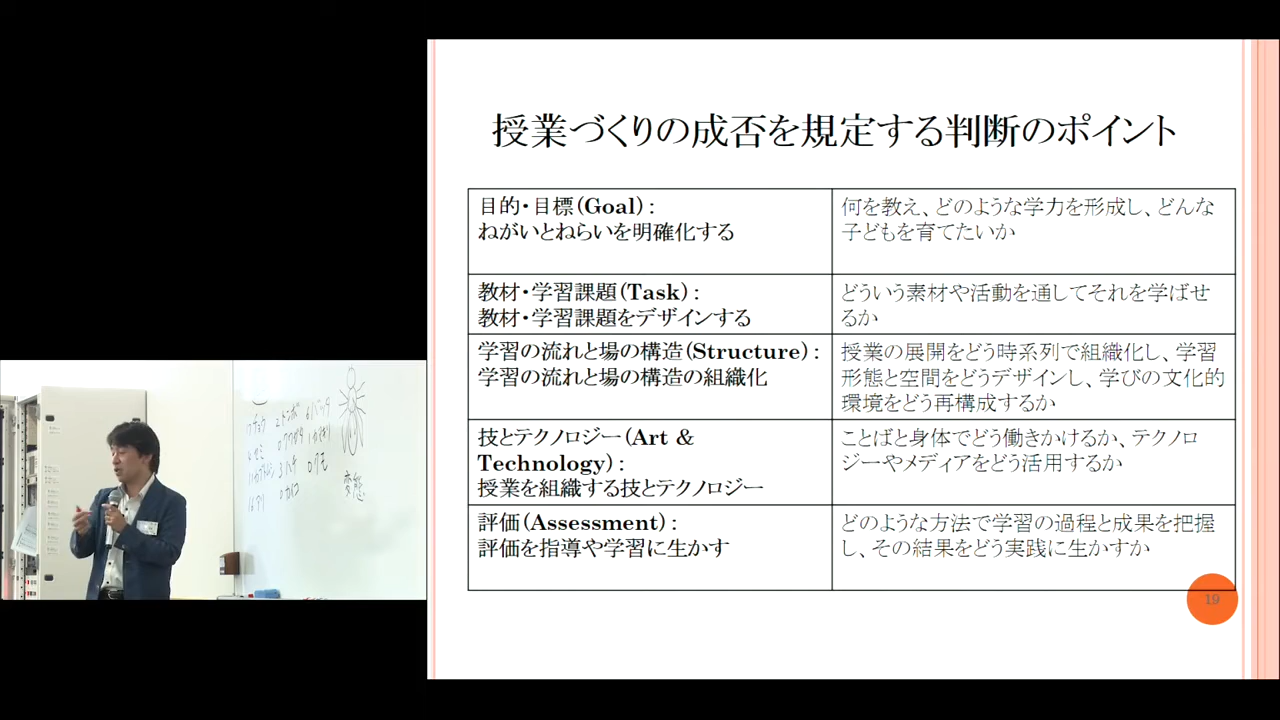 授業づくりの成否を規定する判断のポイント
目的・目標(Goal):
ねがいとねらいを明確化する
何を教え、どのような学力を形成し、どんな
子どもを育てたいか
教材・学習課題(Task):
教材・学習課題をデザインする
どういう素材や活動を通してそれを学ばせ
るか
学習の流れと場の構造(Structure):
学習の流れと場の構造の組織化
授業の展開をどう時系列で組織化し、学習
形態と空間をどうデザインし、学びの文化的
環境をどう再構成するか
技とテクノロジー(Art &
Technology):
授業を組織する技とテクノロジー
ことばと身体でどう働きかけるか、テクノロ
ジーやメディアをどう活用するか
評価(Assessment):
評価を指導や学習に生かす
どのような方法で学習の過程と成果を把握
し、その結果をどう実践に生かすか
19
変態